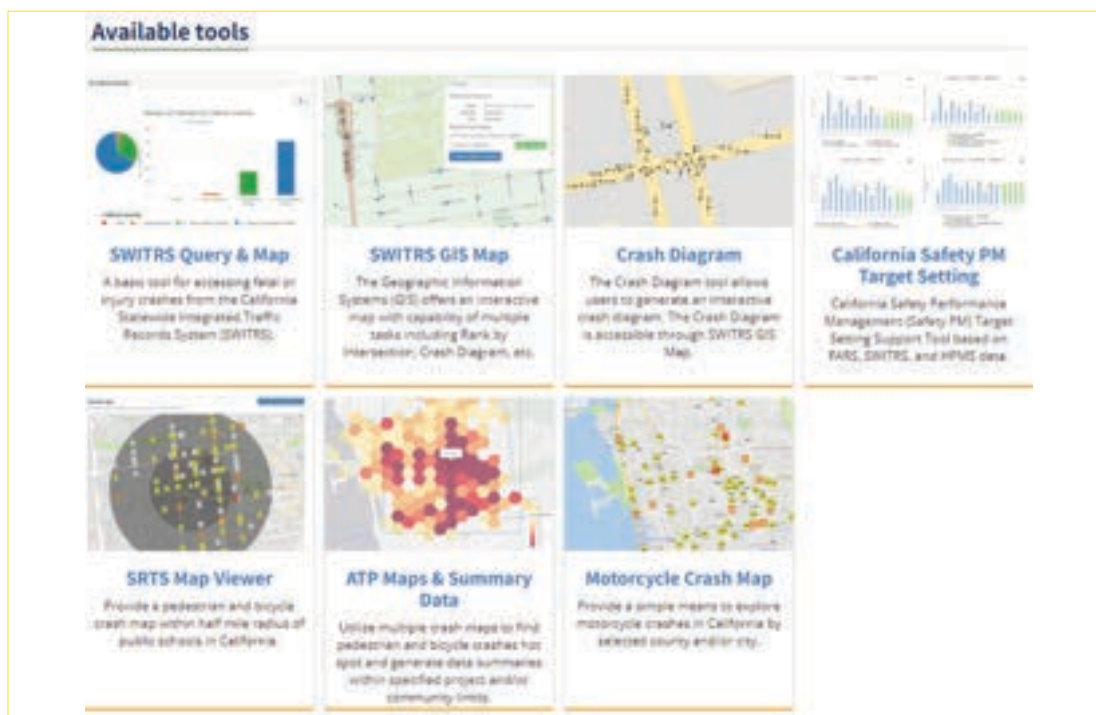 Available tools
SWITRS Query & Map
A basic tool for accessing fatal or
injury crashes from the California
Statewide Integrated Traffic
Records System (SWITRS).
SWITRS GIS Map
The Geographic Information
Systems (GIS) offers an interactive
map with capability of multiple
tasks including Rank by
Intersection, Crash Diagram, etc.
Crash Diagram
The Crash Diagram tool allows
users to generate an interactive
crash diagram. The Crash Diagram
is accessible through SWITRS GIS
Map.
California Safety PM
Target Setting
California Safety Performance
Management (Safety PM) Target
Setting Support Tool based on
FARS, SWITRS, and HPMS data.
SRTS Map Viewer
Provide a pedestrian and bicycle
crash map within half mile radius of
public schools in California.
ATP Maps & Summary
Data
Utilize multiple crash maps to find
pedestrian and bicycle crashes hot
spot and generate data summaries
within specified project and/or
community limits.
Motorcycle Crash Map
Provide a simple means to explore
motorcycle crashes in California by
selected county and/or city.